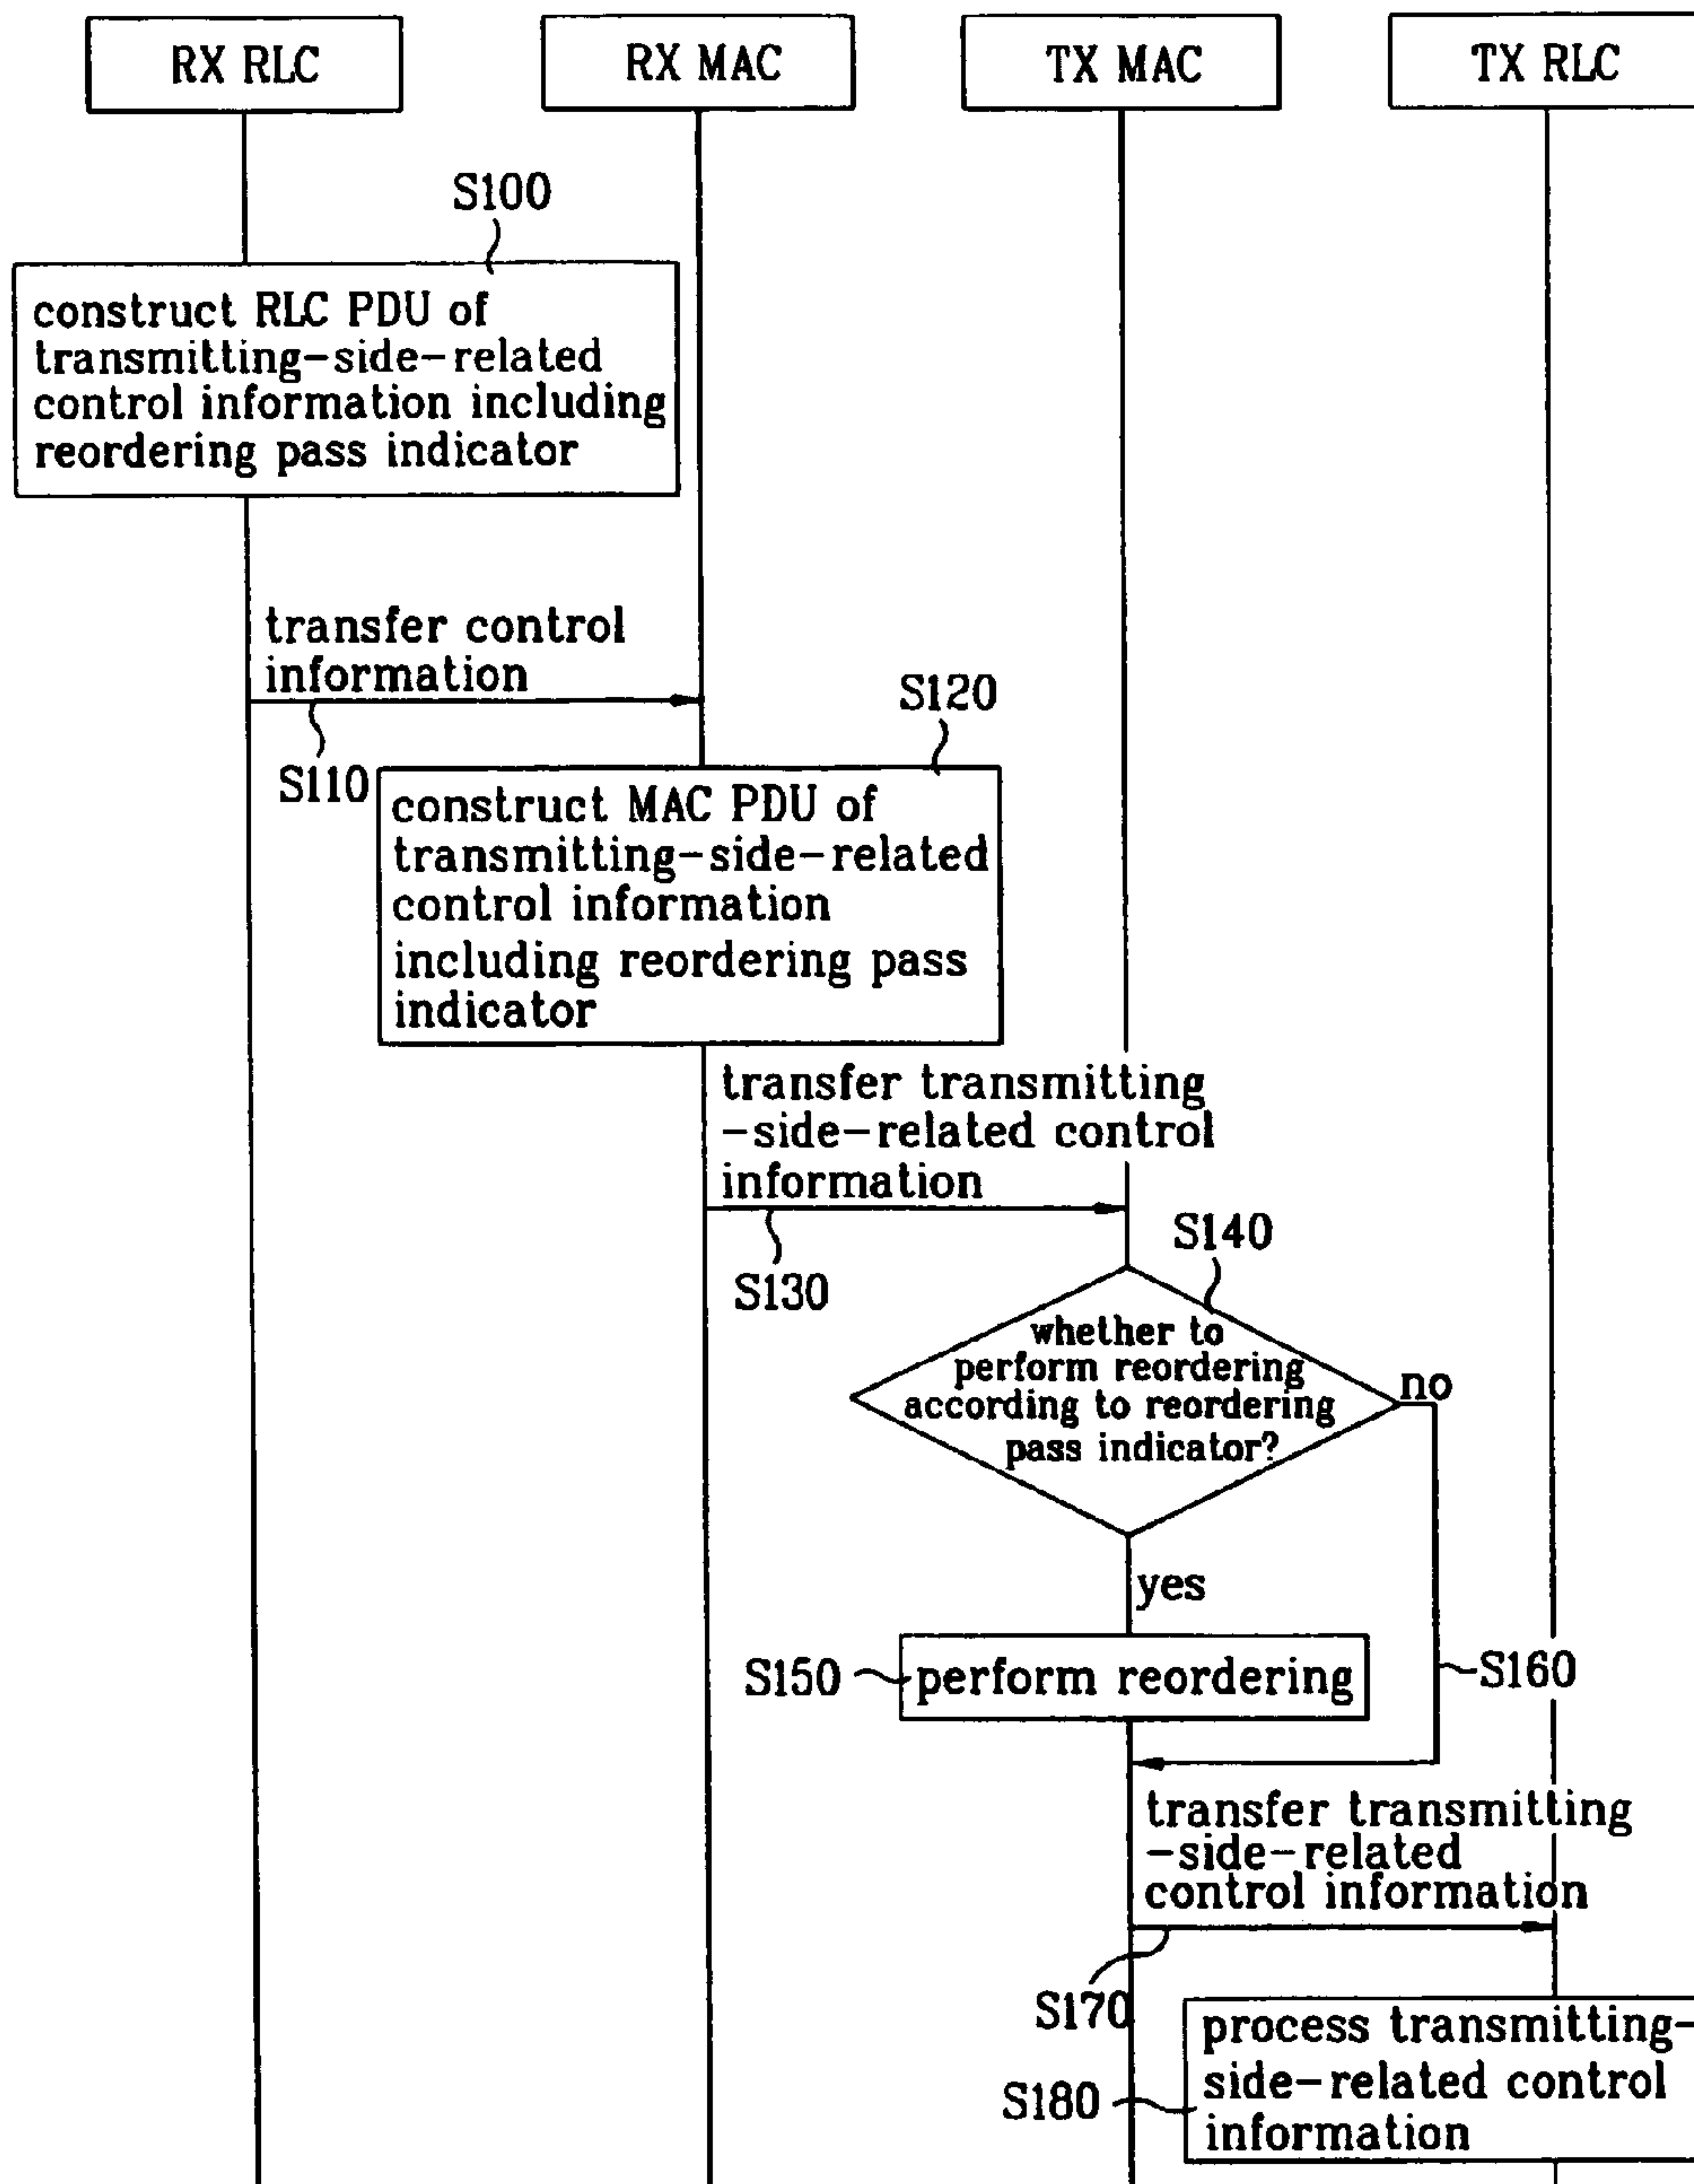 RX RLC
RX MAC
TX MAC
TX RLC
S100
construct RLC PDU of
transmitting-side-related
control information including
reordering pass indicator
transfer control
information
S110
S120
construct MAC PDU of
transmitting-side-related
control information
including reordering pass
indicator
transfer transmitting
-side-related control
information
S130
S140
whether to
perform reordering
according to reordering
pass indicator?
no
yes
S150
perform reordering
S160
transfer transmitting
-side-related
control information
S170
process transmitting-
side-related control
information
S180